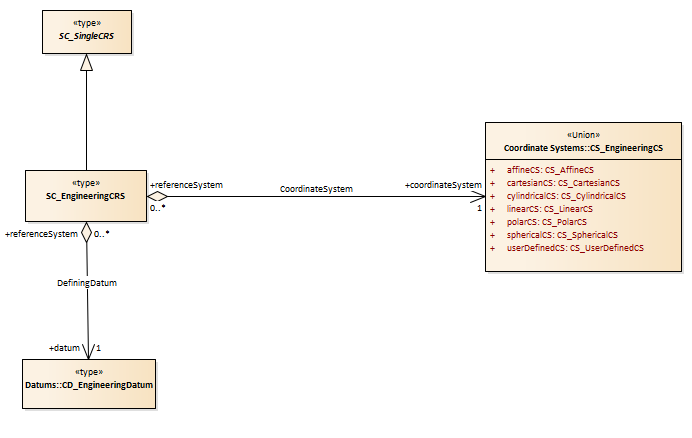 «type»
SC_SingleCRS
«Union»
Coordinate Systems::CS_EngineeringCS
+ affineCS: CS_AffineCS
+ cartesianCS: CS_CartesianCS
+ cylindricalCS: CS_CylindricalCS
+ linearCS: CS_LinearCS
+ polarCS: CS_PolarCS
+ sphericalCS: CS_SphericalCS
+ userDefinedCS: CS_UserDefinedCS
«type»
SC_EngineeringCRS
+referenceSystem
0..*
CoordinateSystem
+coordinateSystem
1
+referenceSystem
0..*
DefiningDatum
+datum
1
«type»
Datums::CD_EngineeringDatum